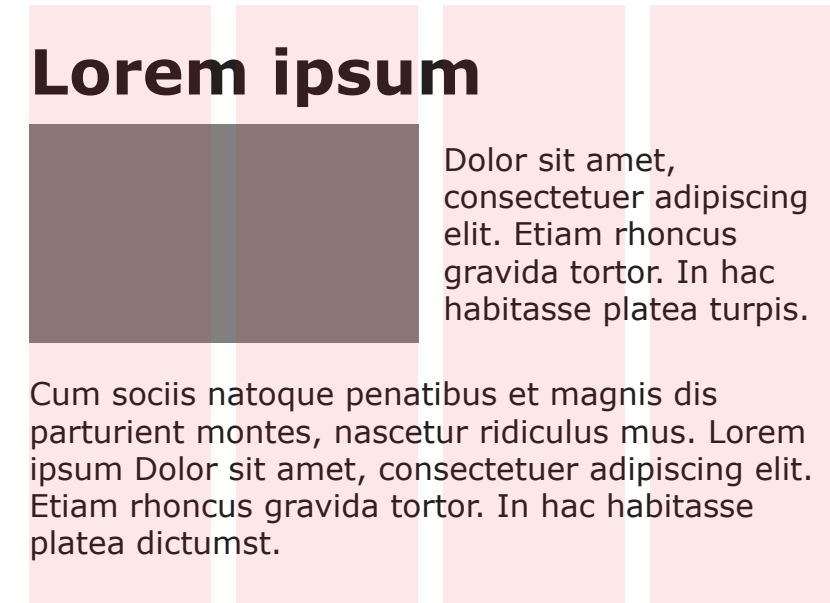 Lorem ipsum
Dolor sit amet,
consectetuer adipiscing
elit. Etiam rhoncus
gravida tortor. In hac
habitasse platea turpis.
Cum sociis natoque penatibus et magnis dis
parturient montes, nascetur ridiculus mus. Lorem
ipsum Dolor sit amet, consectetuer adipiscing elit.
Etiam rhoncus gravida tortor. In hac habitasse
platea dictumst.